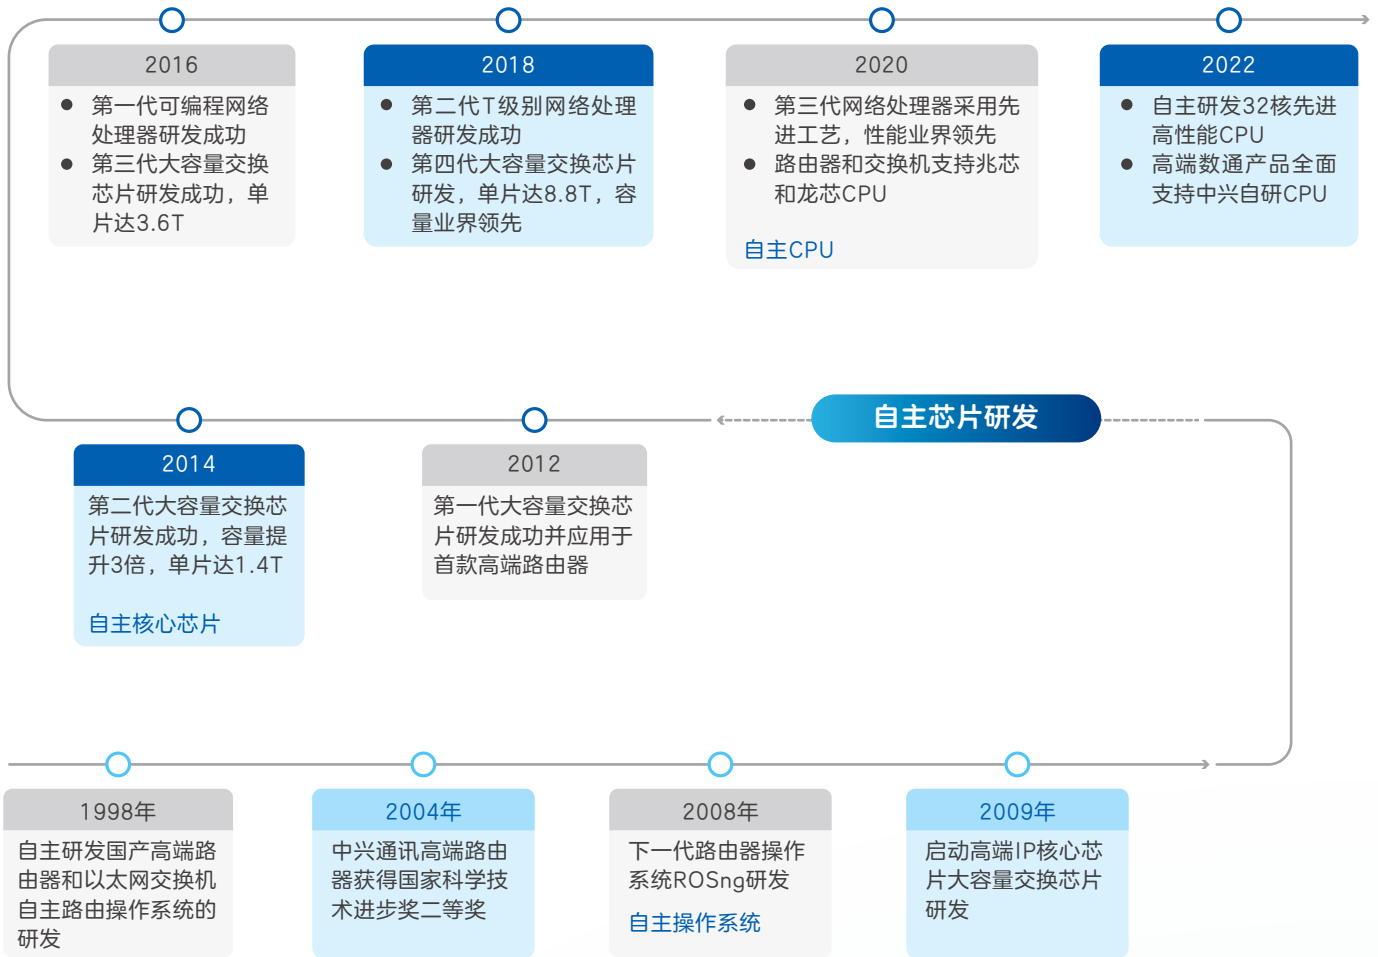 2016
第一代可编程网络
处理器研发成功
第三代大容量交换
芯片研发成功，单
片达3.6T
2018
第二代T级别网络处理
器研发成功
第四代大容量交换芯片
研发，单片达8.8T，容
量业界领先
2020
第三代网络处理器采用先
进工艺，性能业界领先
路由器和交换机支持兆芯
和龙芯CPU
自主CPU
2022
自主研发32核先进
高性能CPU
高端数通产品全面
支持中兴自研CPU
自主芯片研发
2014
第二代大容量交换芯
片研发成功，容量提
升3倍，单片达1.4T
自主核心芯片
2012
第一代大容量交换芯
片研发成功并应用于
首款高端路由器
1998年
自主研发国产高端路
由器和以太网交换机
自主路由操作系统的
研发
2004年
中兴通讯高端路由
器获得国家科学技
术进步奖二等奖
2008年
下一代路由器操作
系统ROSng研发
自主操作系统
2009年
启动高端IP核心芯
片大容量交换芯片
研发